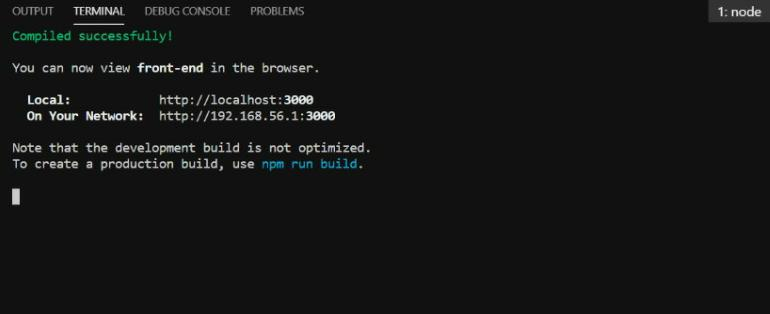 OUTPUT TERMINAL DEBUG CONSOLE PROBLEMS 1: node
Compiled successfully!
You can now view front-end in the browser.
Local: http://localhost:3000
On Your Network: http://192.168.56.1:3000
Note that the development build is not optimized.
To create a production build, use npm run build.